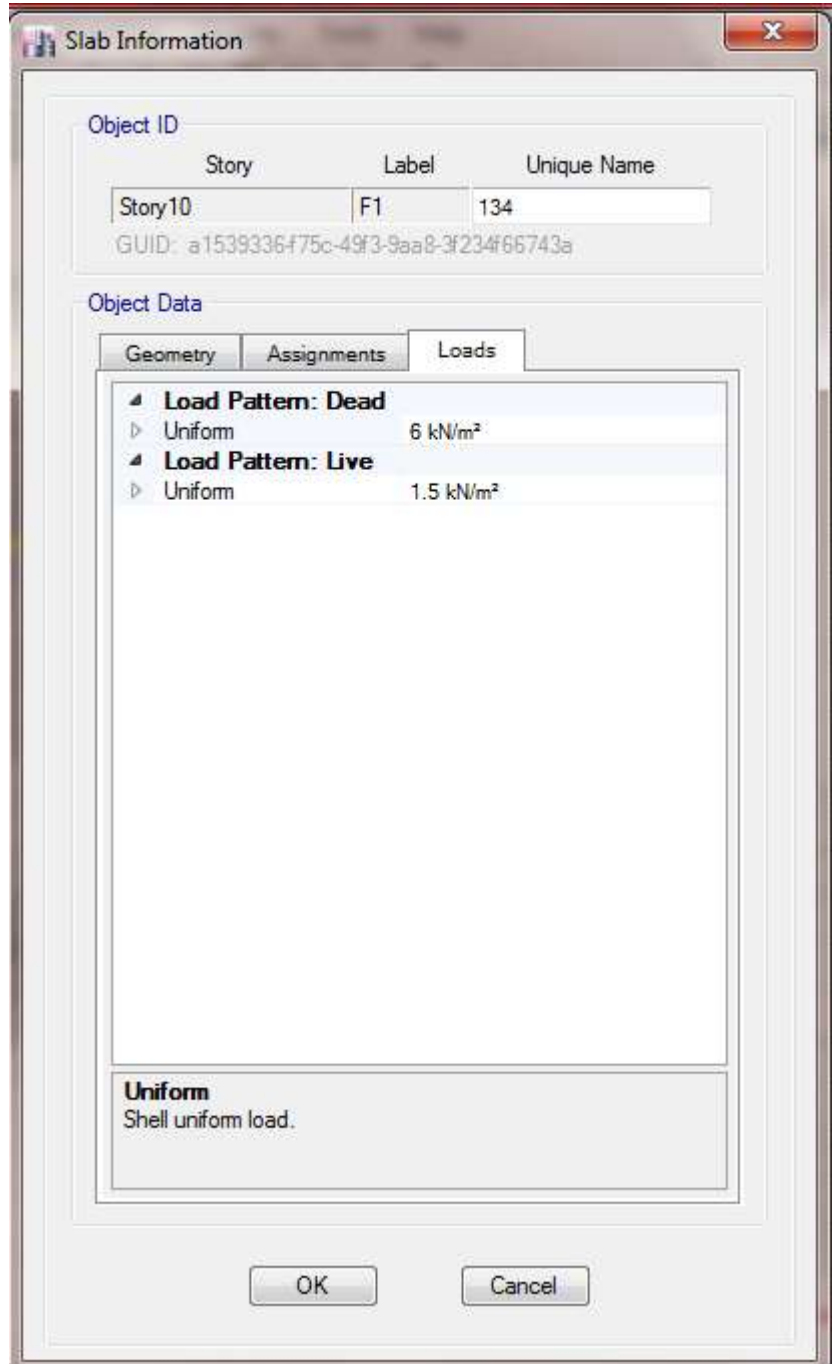 Slab Information
Object ID
Story Label Unique Name
Story10 F1 134
GUID: a1539336-f75c-49f3-9aa8-3f234f66743a
Object Data
Geometry Assignments Loads
Load Pattern: Dead
Uniform 6 kN/m²
Load Pattern: Live
Uniform 1.5 kN/m²
Uniform
Shell uniform load.
OK Cancel